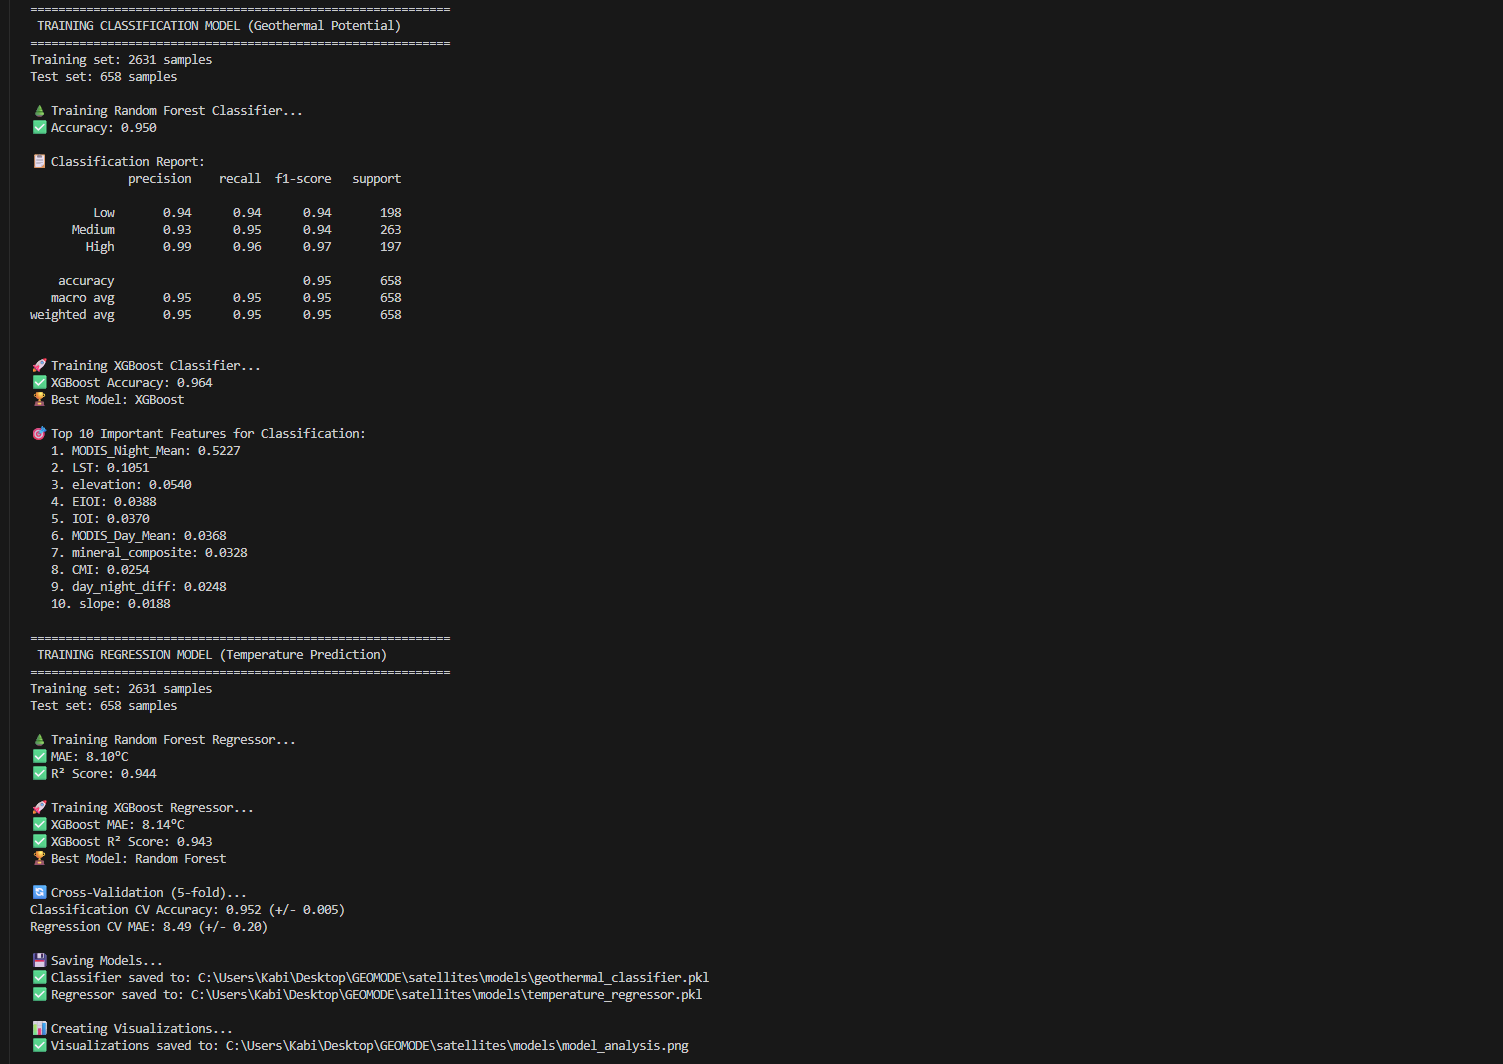 ============================================================
TRAINING CLASSIFICATION MODEL (Geothermal Potential)
============================================================
Training set: 2631 samples
Test set: 658 samples
🌲 Training Random Forest Classifier...
✅ Accuracy: 0.950
📋 Classification Report:
precision recall f1-score support
Low 0.94 0.94 0.94 198
Medium 0.93 0.95 0.94 263
High 0.99 0.96 0.97 197
accuracy 0.95 658
macro avg 0.95 0.95 0.95 658
weighted avg 0.95 0.95 0.95 658
🚀 Training XGBoost Classifier...
✅ XGBoost Accuracy: 0.964
🏆 Best Model: XGBoost
🎯 Top 10 Important Features for Classification:
1. MODIS_Night_Mean: 0.5227
2. LST: 0.1051
3. elevation: 0.0540
4. EIOI: 0.0388
5. IOI: 0.0370
6. MODIS_Day_Mean: 0.0368
7. mineral_composite: 0.0328
8. CMI: 0.0254
9. day_night_diff: 0.0248
10. slope: 0.0188
============================================================
TRAINING REGRESSION MODEL (Temperature Prediction)
============================================================
Training set: 2631 samples
Test set: 658 samples
🌲 Training Random Forest Regressor...
✅ MAE: 8.10°C
✅ R² Score: 0.944
🚀 Training XGBoost Regressor...
✅ XGBoost MAE: 8.14°C
✅ XGBoost R² Score: 0.943
🏆 Best Model: Random Forest
🔄 Cross-Validation (5-fold)...
Classification CV Accuracy: 0.952 (+/- 0.005)
Regression CV MAE: 8.49 (+/- 0.20)
💾 Saving Models...
✅ Classifier saved to: C:\Users\Kabi\Desktop\GEOMODE\satellites\models\geothermal_classifier.pkl
✅ Regressor saved to: C:\Users\Kabi\Desktop\GEOMODE\satellites\models\temperature_regressor.pkl
📊 Creating Visualizations...
✅ Visualizations saved to: C:\Users\Kabi\Desktop\GEOMODE\satellites\models\model_analysis.png